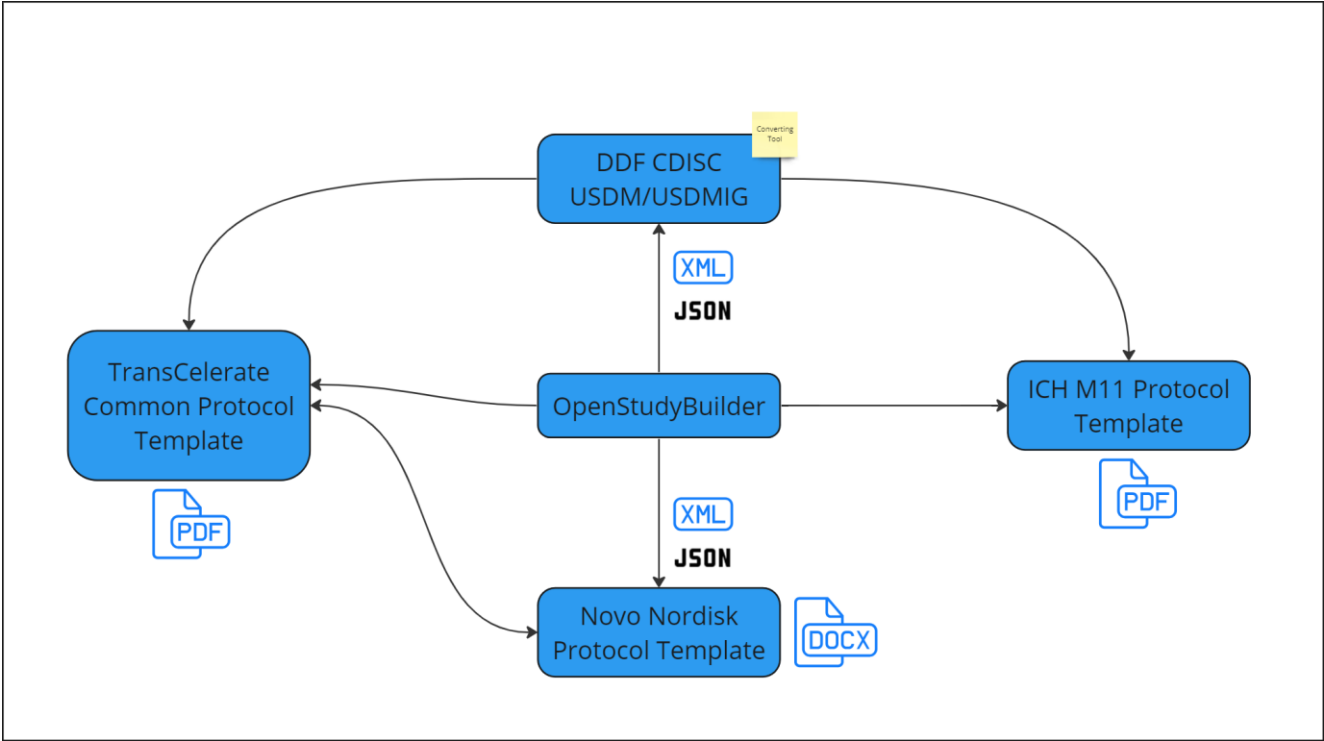 Converting
Tool
DDF CDISC
USDM/USDMIG
XML
JSON
TransCelerate
Common Protocol
Template
PDF
OpenStudyBuilder
ICH M11 Protocol
Template
PDF
XML
JSON
Novo Nordisk
Protocol Template
DOCX